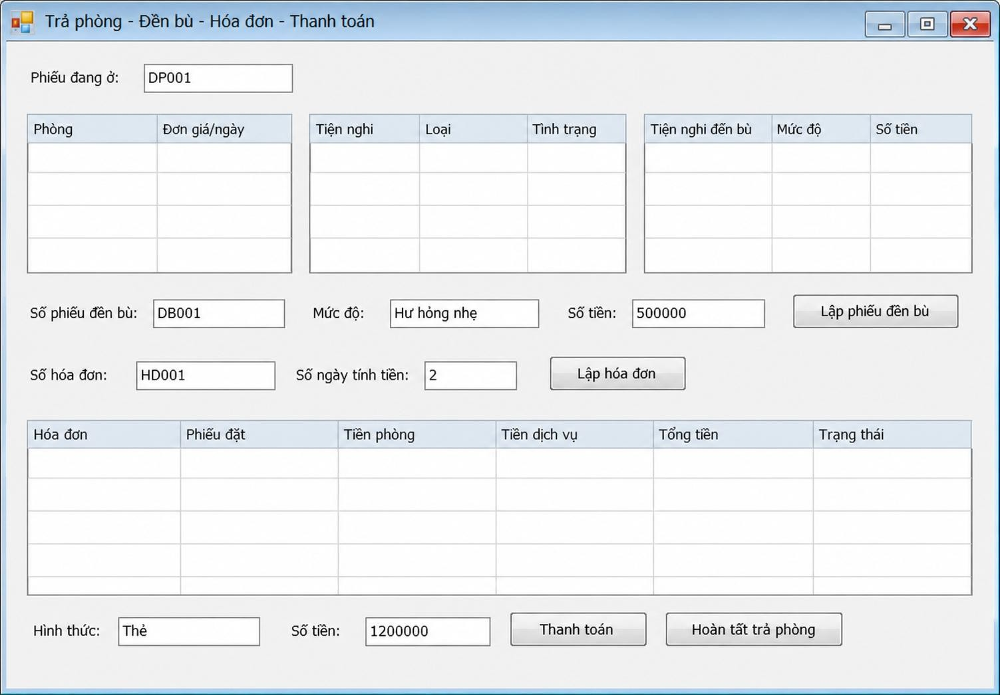 Trả phòng - Đền bù - Hóa đơn - Thanh toán
Phiếu đang ở: DP001
Phòng Đơn giá/ngày Tiện nghi Loại Tình trạng Tiện nghi đến bù Mức độ Số tiền
Số phiếu đền bù: DB001 Mức độ: Hư hỏng nhẹ Số tiền: 500000 Lập phiếu đền bù
Số hóa đơn: HD001 Số ngày tính tiền: 2 Lập hóa đơn
Hóa đơn Phiếu đặt Tiền phòng Tiền dịch vụ Tổng tiền Trạng thái
Hình thức: Thẻ Số tiền: 1200000 Thanh toán Hoàn tất trả phòng